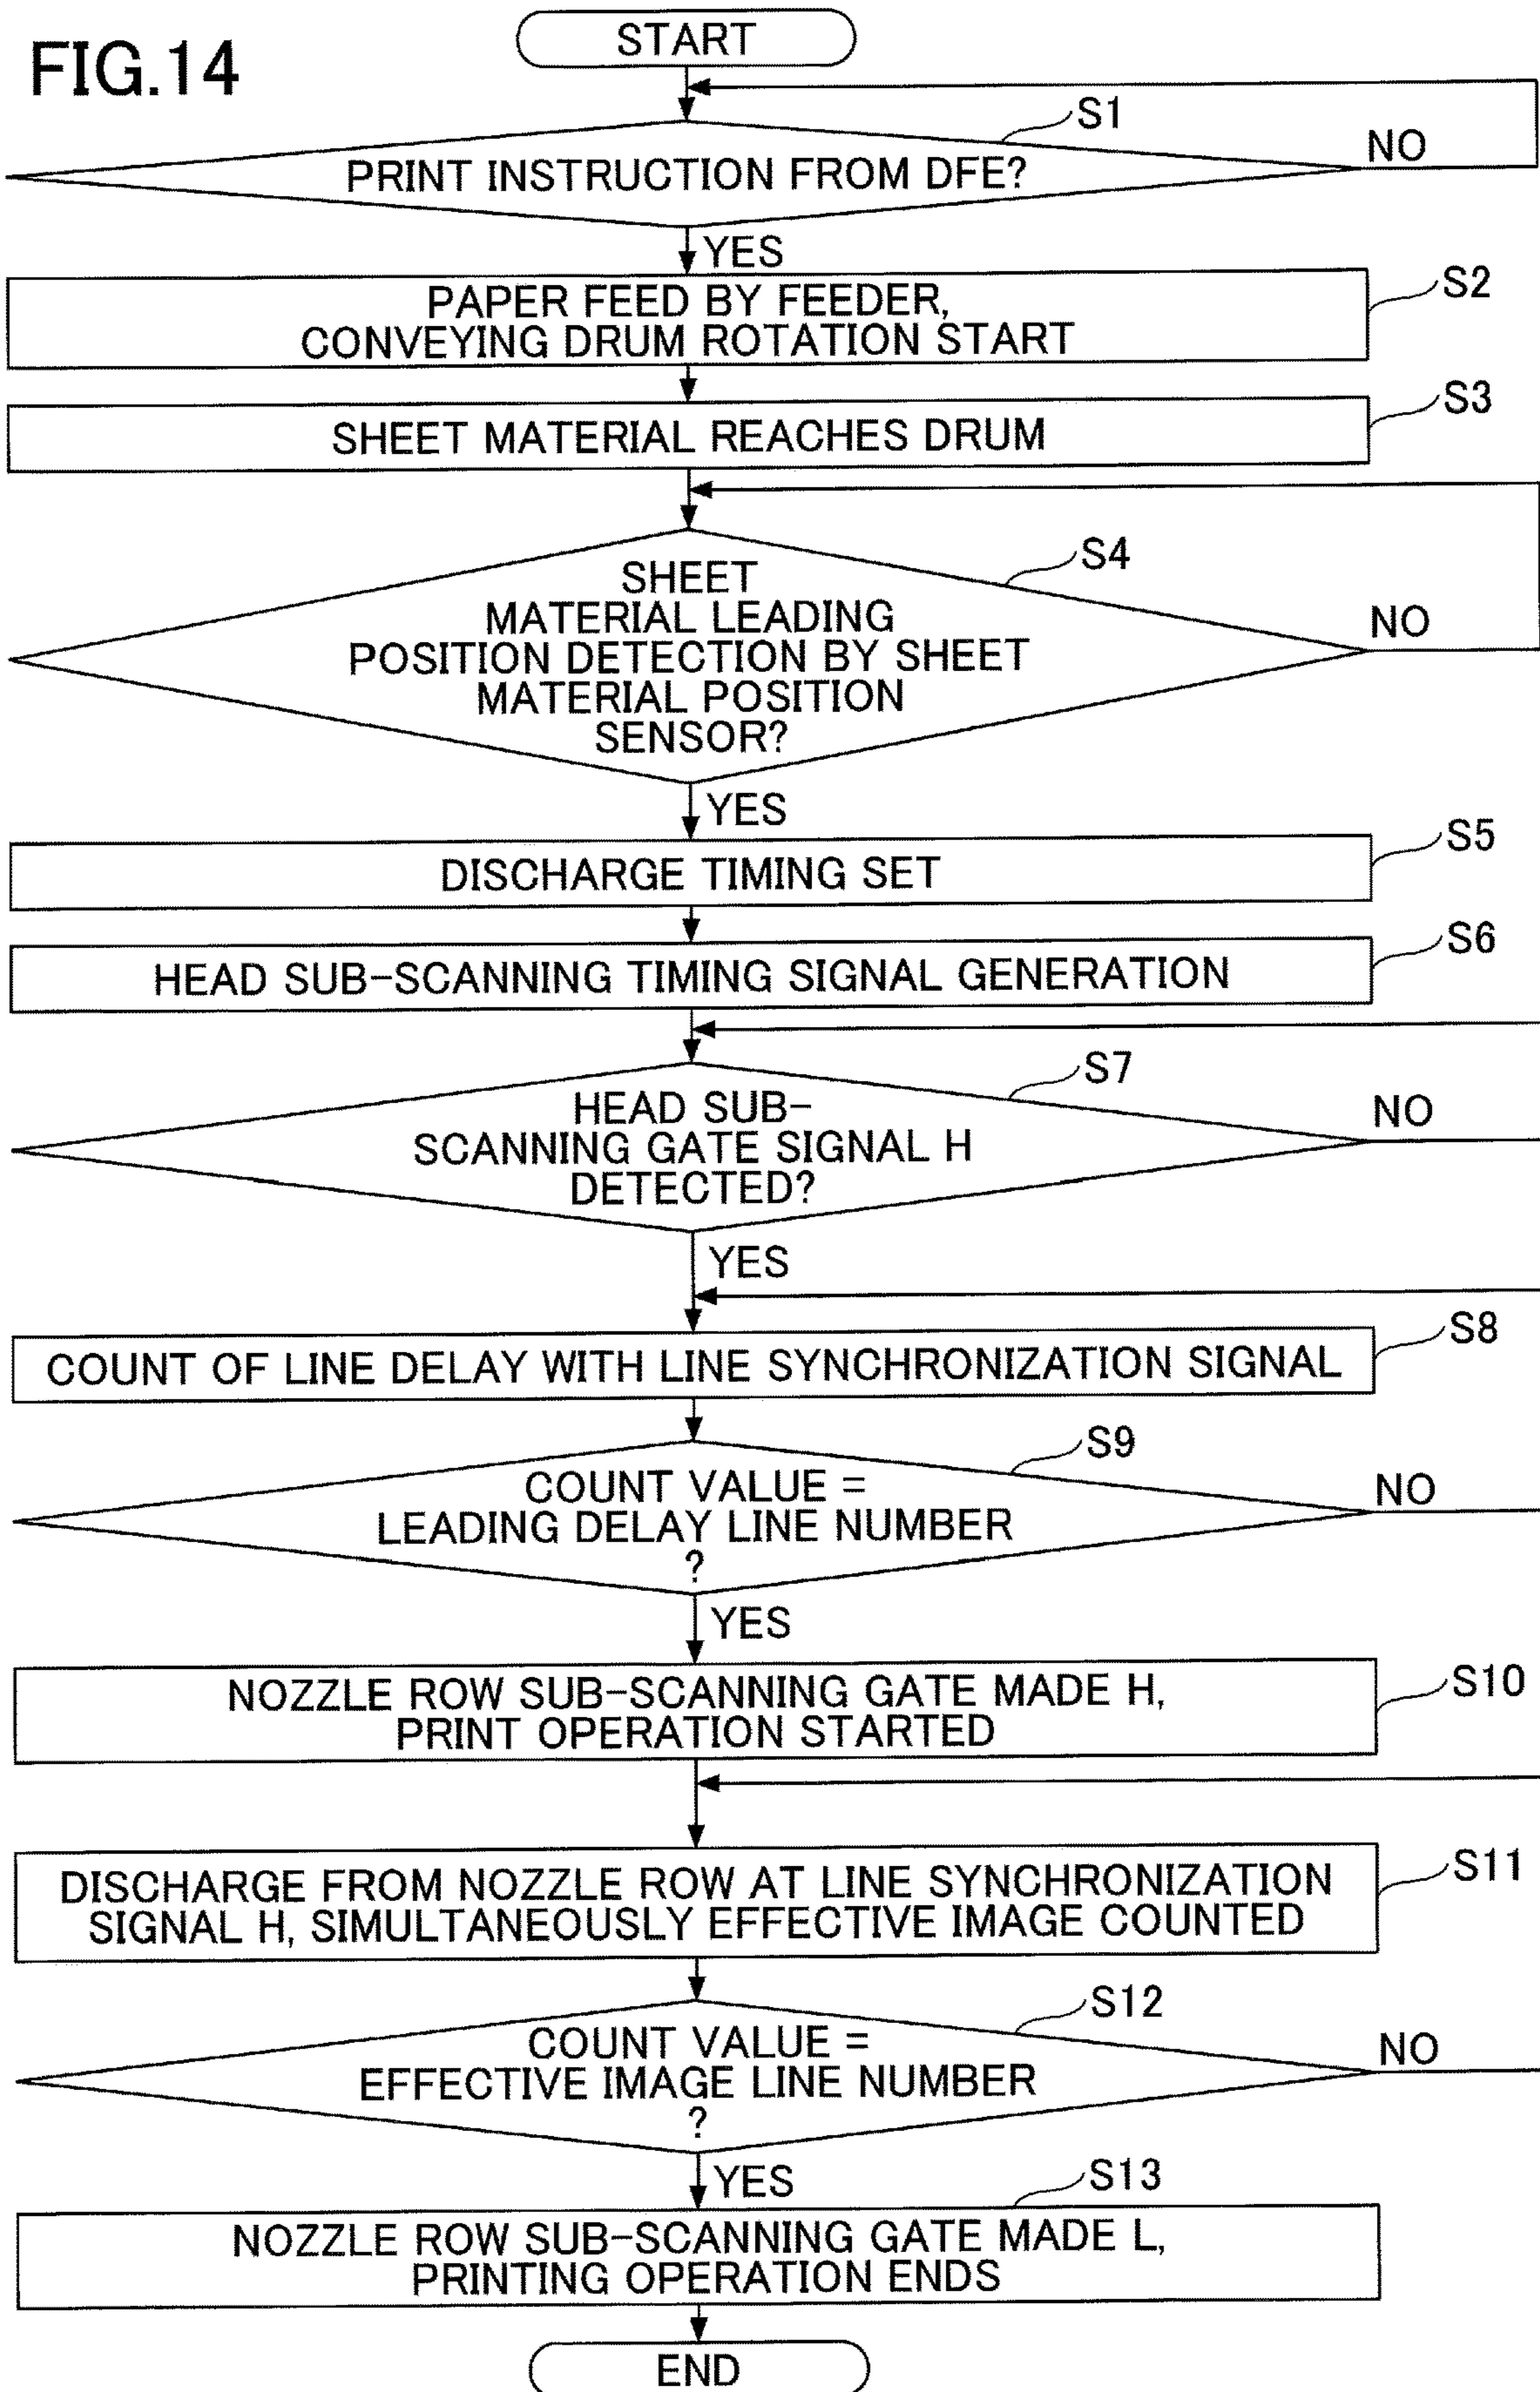 FIG.14
START
S1
PRINT INSTRUCTION FROM DFE?
NO
YES
S2
PAPER FEED BY FEEDER,
CONVEYING DRUM ROTATION START
S3
SHEET MATERIAL REACHES DRUM
S4
SHEET
MATERIAL LEADING
POSITION DETECTION BY SHEET
MATERIAL POSITION
SENSOR?
NO
YES
S5
DISCHARGE TIMING SET
S6
HEAD SUB-SCANNING TIMING SIGNAL GENERATION
S7
HEAD SUB-
SCANNING GATE SIGNAL H
DETECTED?
NO
YES
S8
COUNT OF LINE DELAY WITH LINE SYNCHRONIZATION SIGNAL
S9
COUNT VALUE =
LEADING DELAY LINE NUMBER
?
NO
YES
S10
NOZZLE ROW SUB-SCANNING GATE MADE H,
PRINT OPERATION STARTED
S11
DISCHARGE FROM NOZZLE ROW AT LINE SYNCHRONIZATION
SIGNAL H, SIMULTANEOUSLY EFFECTIVE IMAGE COUNTED
S12
COUNT VALUE =
EFFECTIVE IMAGE LINE NUMBER
?
NO
YES
S13
NOZZLE ROW SUB-SCANNING GATE MADE L,
PRINTING OPERATION ENDS
END